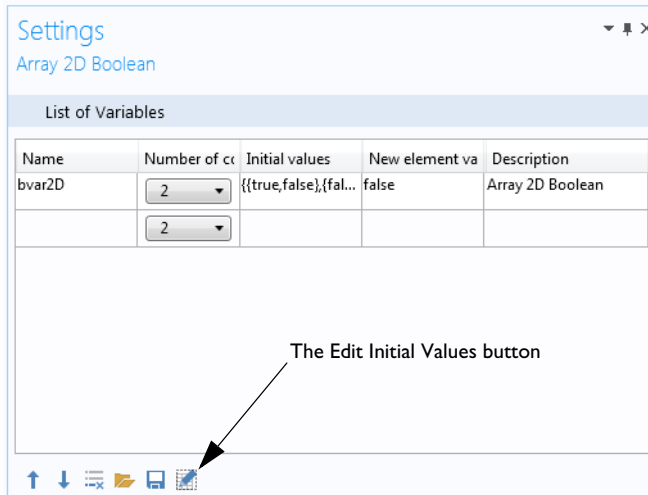 Settings
Array 2D Boolean
List of Variables
Name Number of cc Initial values New element va Description
bvar2D 2 {{true,false},{fal... false Array 2D Boolean
2
The Edit Initial Values button